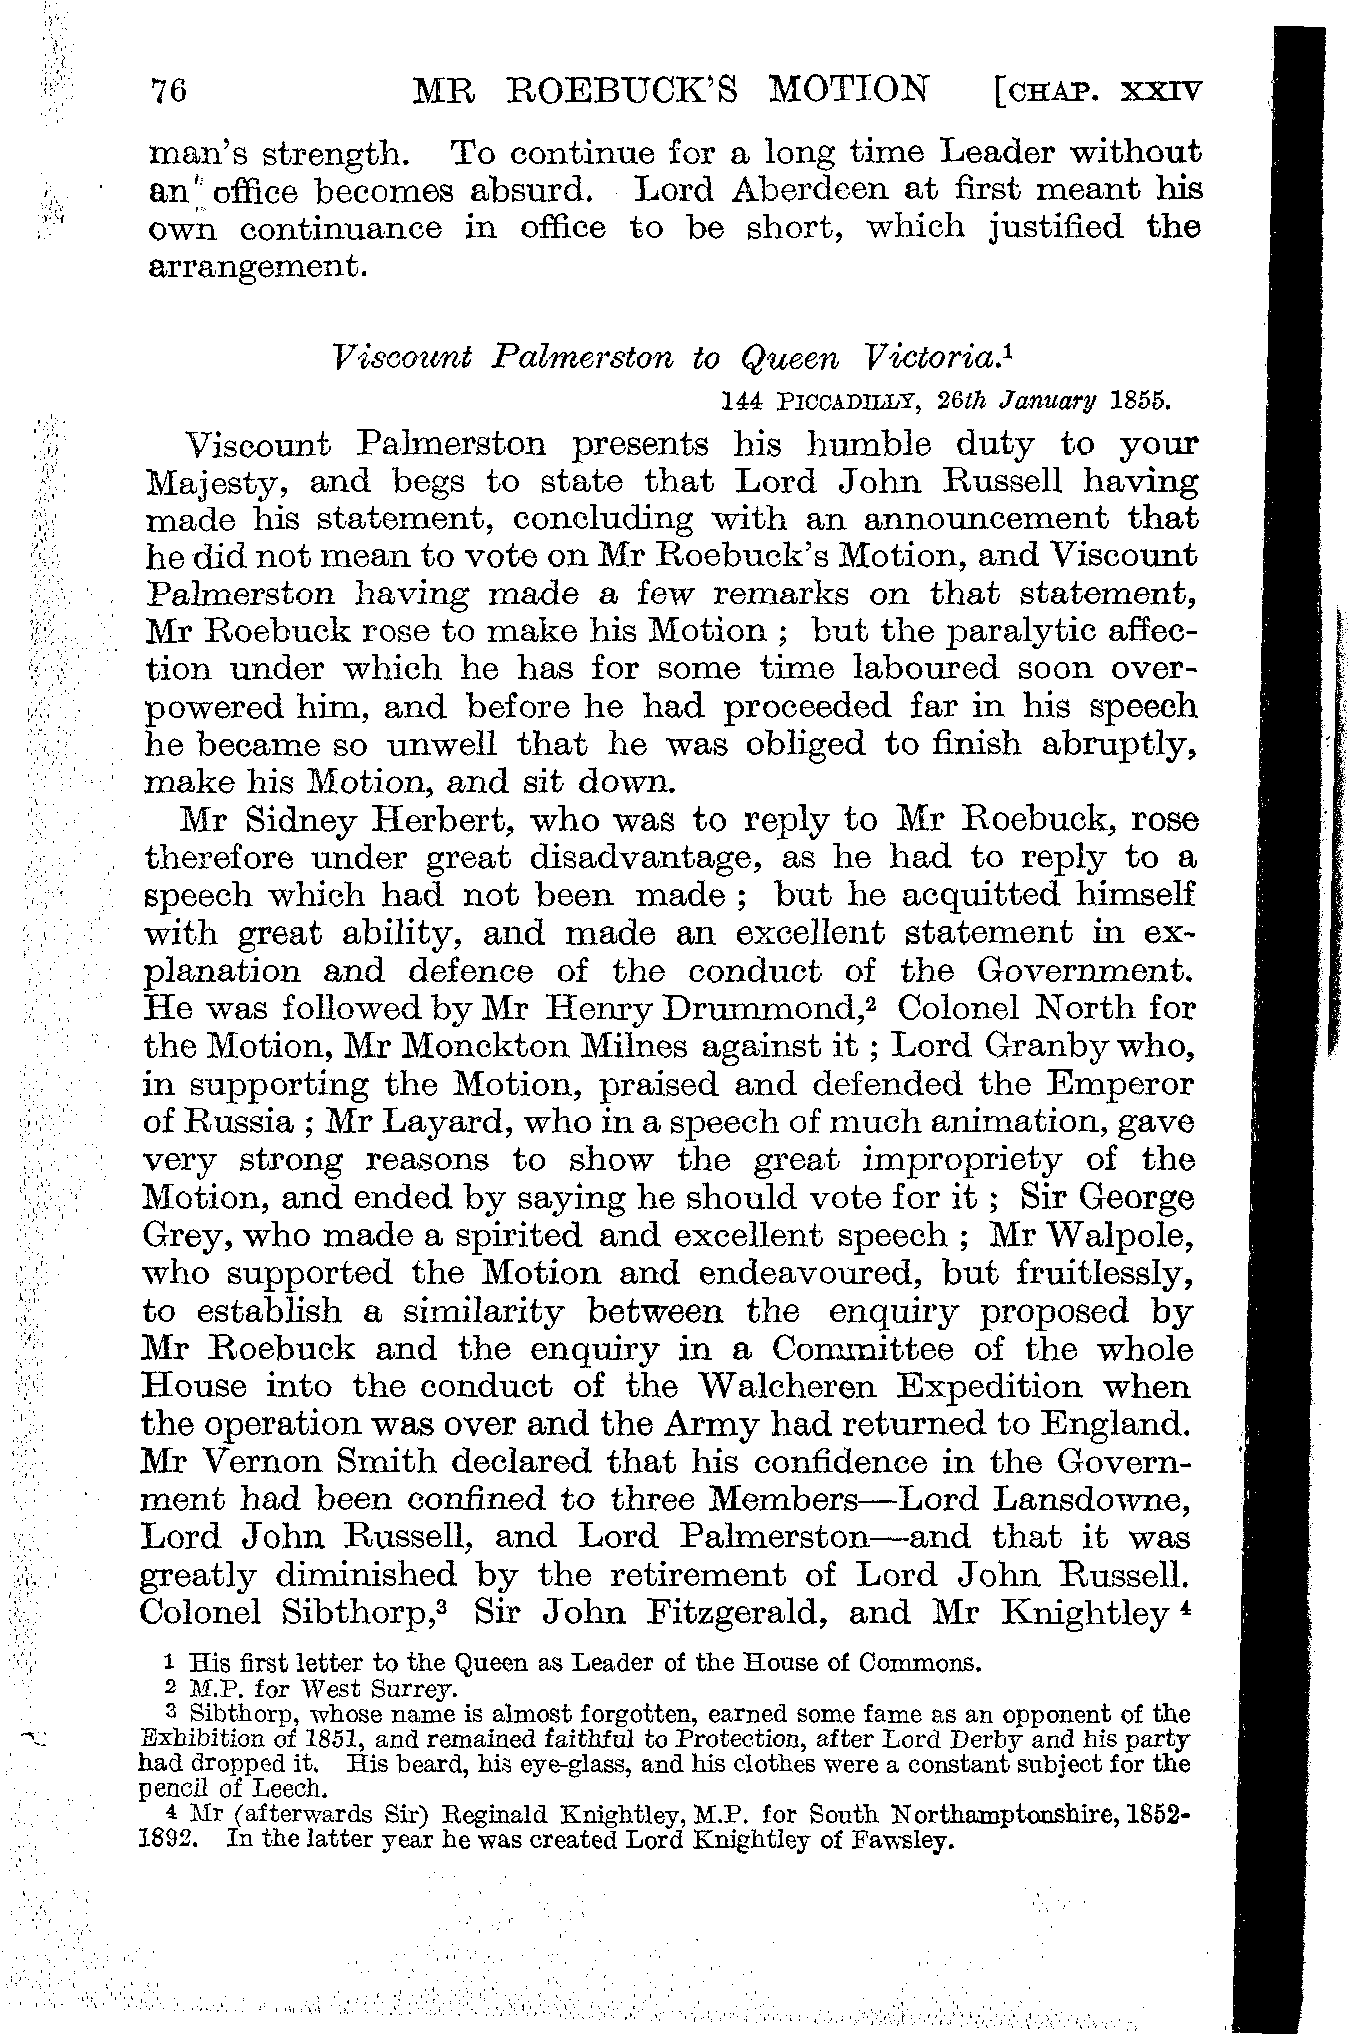 76 MR ROEBUCK'S MOTION [CHAP. XXIV
man's strength. To continue for a long time Leader without
an office becomes absurd. Lord Aberdeen at first meant his
own continuance in office to be short, which justified the
arrangement.
Viscount Palmerston to Queen Victoria.¹
144 PICCADILLY, 26th January 1855.
Viscount Palmerston presents his humble duty to your
Majesty, and begs to state that Lord John Russell having
made his statement, concluding with an announcement that
he did not mean to vote on Mr Roebuck's Motion, and Viscount
Palmerston having made a few remarks on that statement,
Mr Roebuck rose to make his Motion ; but the paralytic affec-
tion under which he has for some time laboured soon over-
powered him, and before he had proceeded far in his speech
he became so unwell that he was obliged to finish abruptly,
make his Motion, and sit down.
Mr Sidney Herbert, who was to reply to Mr Roebuck, rose
therefore under great disadvantage, as he had to reply to a
speech which had not been made ; but he acquitted himself
with great ability, and made an excellent statement in ex-
planation and defence of the conduct of the Government.
He was followed by Mr Henry Drummond,² Colonel North for
the Motion, Mr Monckton Milnes against it ; Lord Granby who,
in supporting the Motion, praised and defended the Emperor
of Russia ; Mr Layard, who in a speech of much animation, gave
very strong reasons to show the great impropriety of the
Motion, and ended by saying he should vote for it ; Sir George
Grey, who made a spirited and excellent speech ; Mr Walpole,
who supported the Motion and endeavoured, but fruitlessly,
to establish a similarity between the enquiry proposed by
Mr Roebuck and the enquiry in a Committee of the whole
House into the conduct of the Walcheren Expedition when
the operation was over and the Army had returned to England.
Mr Vernon Smith declared that his confidence in the Govern-
ment had been confined to three Members—Lord Lansdowne,
Lord John Russell, and Lord Palmerston—and that it was
greatly diminished by the retirement of Lord John Russell.
Colonel Sibthorp,³ Sir John Fitzgerald, and Mr Knightley ⁴
1 His first letter to the Queen as Leader of the House of Commons.
2 M.P. for West Surrey.
3 Sibthorp, whose name is almost forgotten, earned some fame as an opponent of the
Exhibition of 1851, and remained faithful to Protection, after Lord Derby and his party
had dropped it. His beard, his eye-glass, and his clothes were a constant subject for the
pencil of Leech.
4 Mr (afterwards Sir) Reginald Knightley, M.P. for South Northamptonshire, 1852-
1892. In the latter year he was created Lord Knightley of Fawsley.